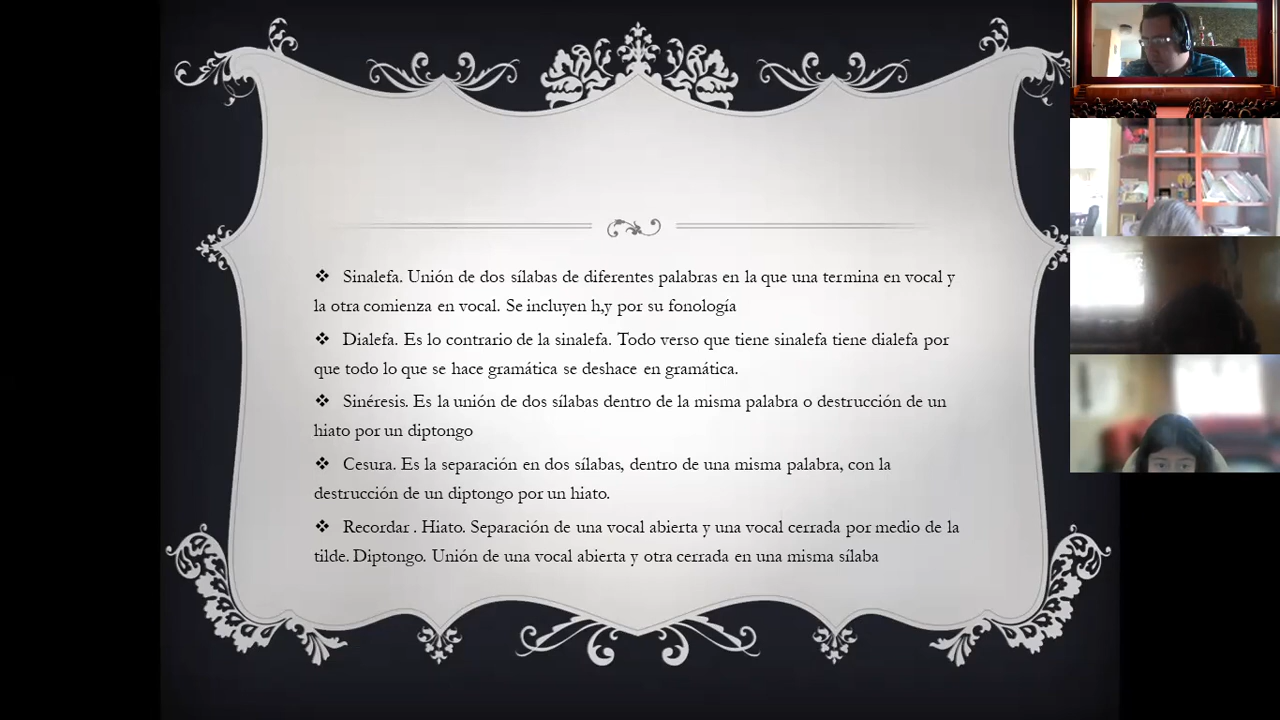 ❖ Sinalefa. Unión de dos sílabas de diferentes palabras en la que una termina en vocal y
la otra comienza en vocal. Se incluyen h,y por su fonología
❖ Dialefa. Es lo contrario de la sinalefa. Todo verso que tiene sinalefa tiene dialefa por
que todo lo que se hace gramática se deshace en gramática.
❖ Sinéresis. Es la unión de dos sílabas dentro de la misma palabra o destrucción de un
hiato por un diptongo
❖ Cesura. Es la separación en dos sílabas, dentro de una misma palabra, con la
destrucción de un diptongo por un hiato.
❖ Recordar . Hiato. Separación de una vocal abierta y una vocal cerrada por medio de la
tilde. Diptongo. Unión de una vocal abierta y otra cerrada en una misma sílaba